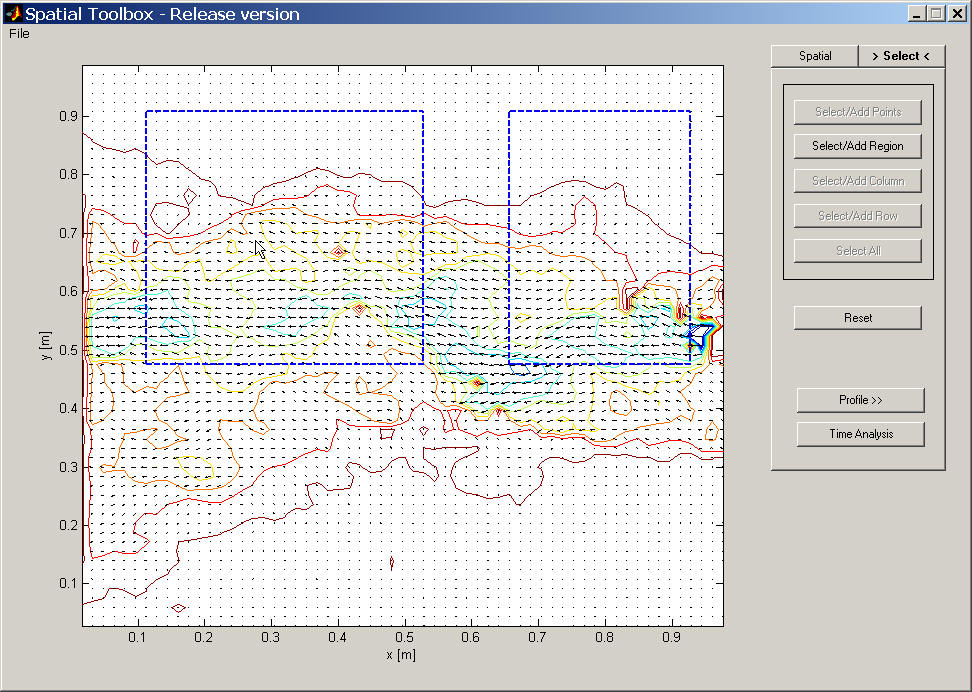 Spatial Toolbox - Release version
File
Spatial
> Select <
Select/Add Points
Select/Add Region
Select/Add Column
Select/Add Row
Select All
Reset
Profile >>
Time Analysis
0.9
0.8
0.7
0.6
0.5
0.4
0.3
0.2
0.1
y [m]
0.1 0.2 0.3 0.4 0.5 0.6 0.7 0.8 0.9
x [m]